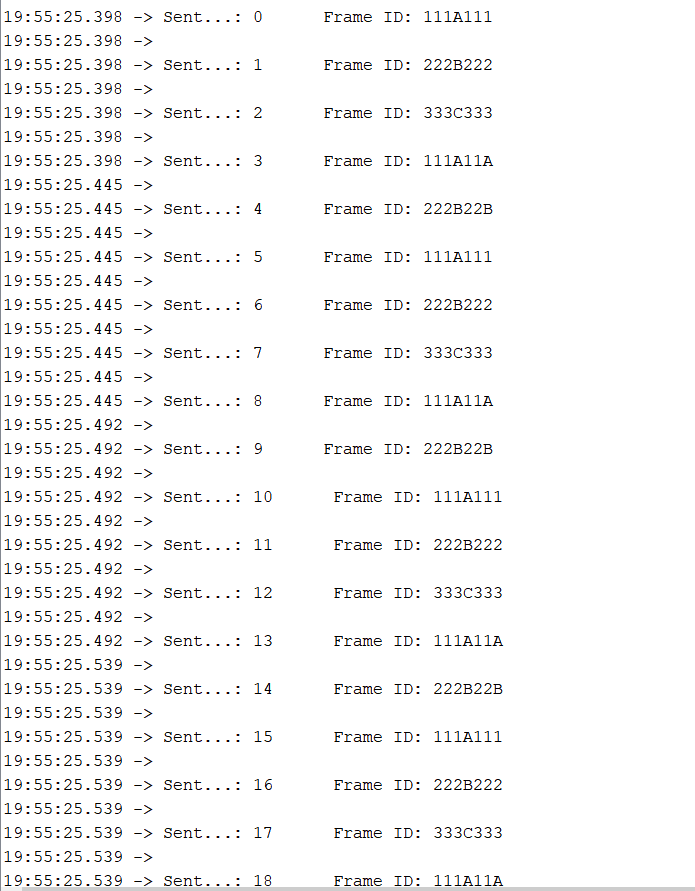 19:55:25.398 -> Sent...: 0      Frame ID: 111A111
19:55:25.398 ->
19:55:25.398 -> Sent...: 1      Frame ID: 222B222
19:55:25.398 ->
19:55:25.398 -> Sent...: 2      Frame ID: 333C333
19:55:25.398 ->
19:55:25.398 -> Sent...: 3      Frame ID: 111A11A
19:55:25.445 ->
19:55:25.445 -> Sent...: 4      Frame ID: 222B22B
19:55:25.445 ->
19:55:25.445 -> Sent...: 5      Frame ID: 111A111
19:55:25.445 ->
19:55:25.445 -> Sent...: 6      Frame ID: 222B222
19:55:25.445 ->
19:55:25.445 -> Sent...: 7      Frame ID: 333C333
19:55:25.445 ->
19:55:25.445 -> Sent...: 8      Frame ID: 111A11A
19:55:25.492 ->
19:55:25.492 -> Sent...: 9      Frame ID: 222B22B
19:55:25.492 ->
19:55:25.492 -> Sent...: 10      Frame ID: 111A111
19:55:25.492 ->
19:55:25.492 -> Sent...: 11      Frame ID: 222B222
19:55:25.492 ->
19:55:25.492 -> Sent...: 12      Frame ID: 333C333
19:55:25.492 ->
19:55:25.492 -> Sent...: 13      Frame ID: 111A11A
19:55:25.539 ->
19:55:25.539 -> Sent...: 14      Frame ID: 222B22B
19:55:25.539 ->
19:55:25.539 -> Sent...: 15      Frame ID: 111A111
19:55:25.539 ->
19:55:25.539 -> Sent...: 16      Frame ID: 222B222
19:55:25.539 ->
19:55:25.539 -> Sent...: 17      Frame ID: 333C333
19:55:25.539 ->
19:55:25.539 -> Sent...: 18      Frame ID: 111A11A